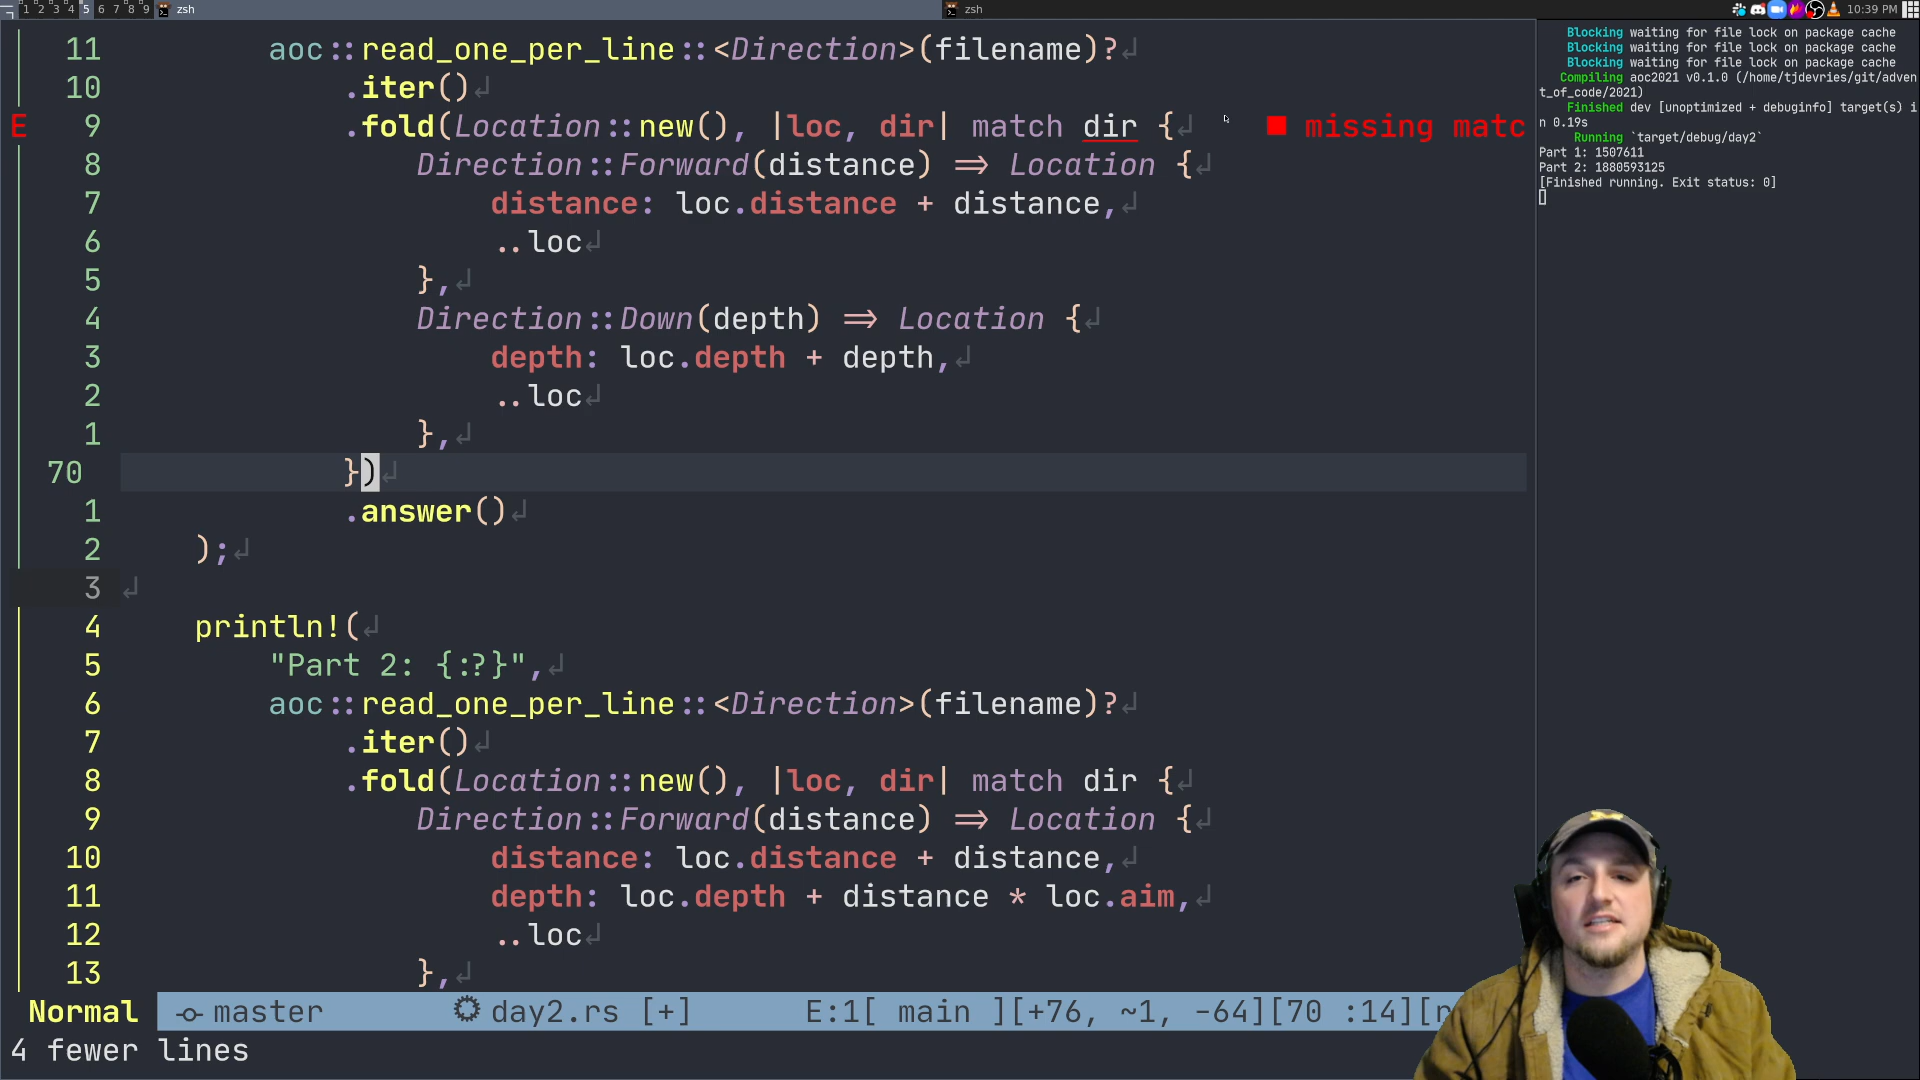 1 2 3 4 5 6 7 8 9 zsh zsh 10:39 PM
11 aoc::read_one_per_line::<Direction>(filename)?↲
10 .iter()↲
E 9 .fold(Location::new(), |loc, dir| match dir {↲ ■ missing matc
8 Direction::Forward(distance) ⇒ Location {↲
7 distance: loc.distance + distance,↲
6 ..loc↲
5 },↲
4 Direction::Down(depth) ⇒ Location {↲
3 depth: loc.depth + depth,↲
2 ..loc↲
1 },↲
70 })↲
1 .answer()↲
2 );↲
3 ↲
4 println!(↲
5 "Part 2: {:?}",↲
6 aoc::read_one_per_line::<Direction>(filename)?↲
7 .iter()↲
8 .fold(Location::new(), |loc, dir| match dir {↲
9 Direction::Forward(distance) ⇒ Location {↲
10 distance: loc.distance + distance,↲
11 depth: loc.depth + distance * loc.aim,↲
12 ..loc↲
13 },↲
Normal master day2.rs [+] E:1[ main ][+76, ~1, -64][70 :14][r
4 fewer lines
Blocking waiting for file lock on package cache
Blocking waiting for file lock on package cache
Blocking waiting for file lock on package cache
Compiling aoc2021 v0.1.0 (/home/tjdevries/git/adven
t_of_code/2021)
Finished dev [unoptimized + debuginfo] target(s) i
n 0.19s
Running `target/debug/day2`
Part 1: 1507611
Part 2: 1880593125
[Finished running. Exit status: 0]